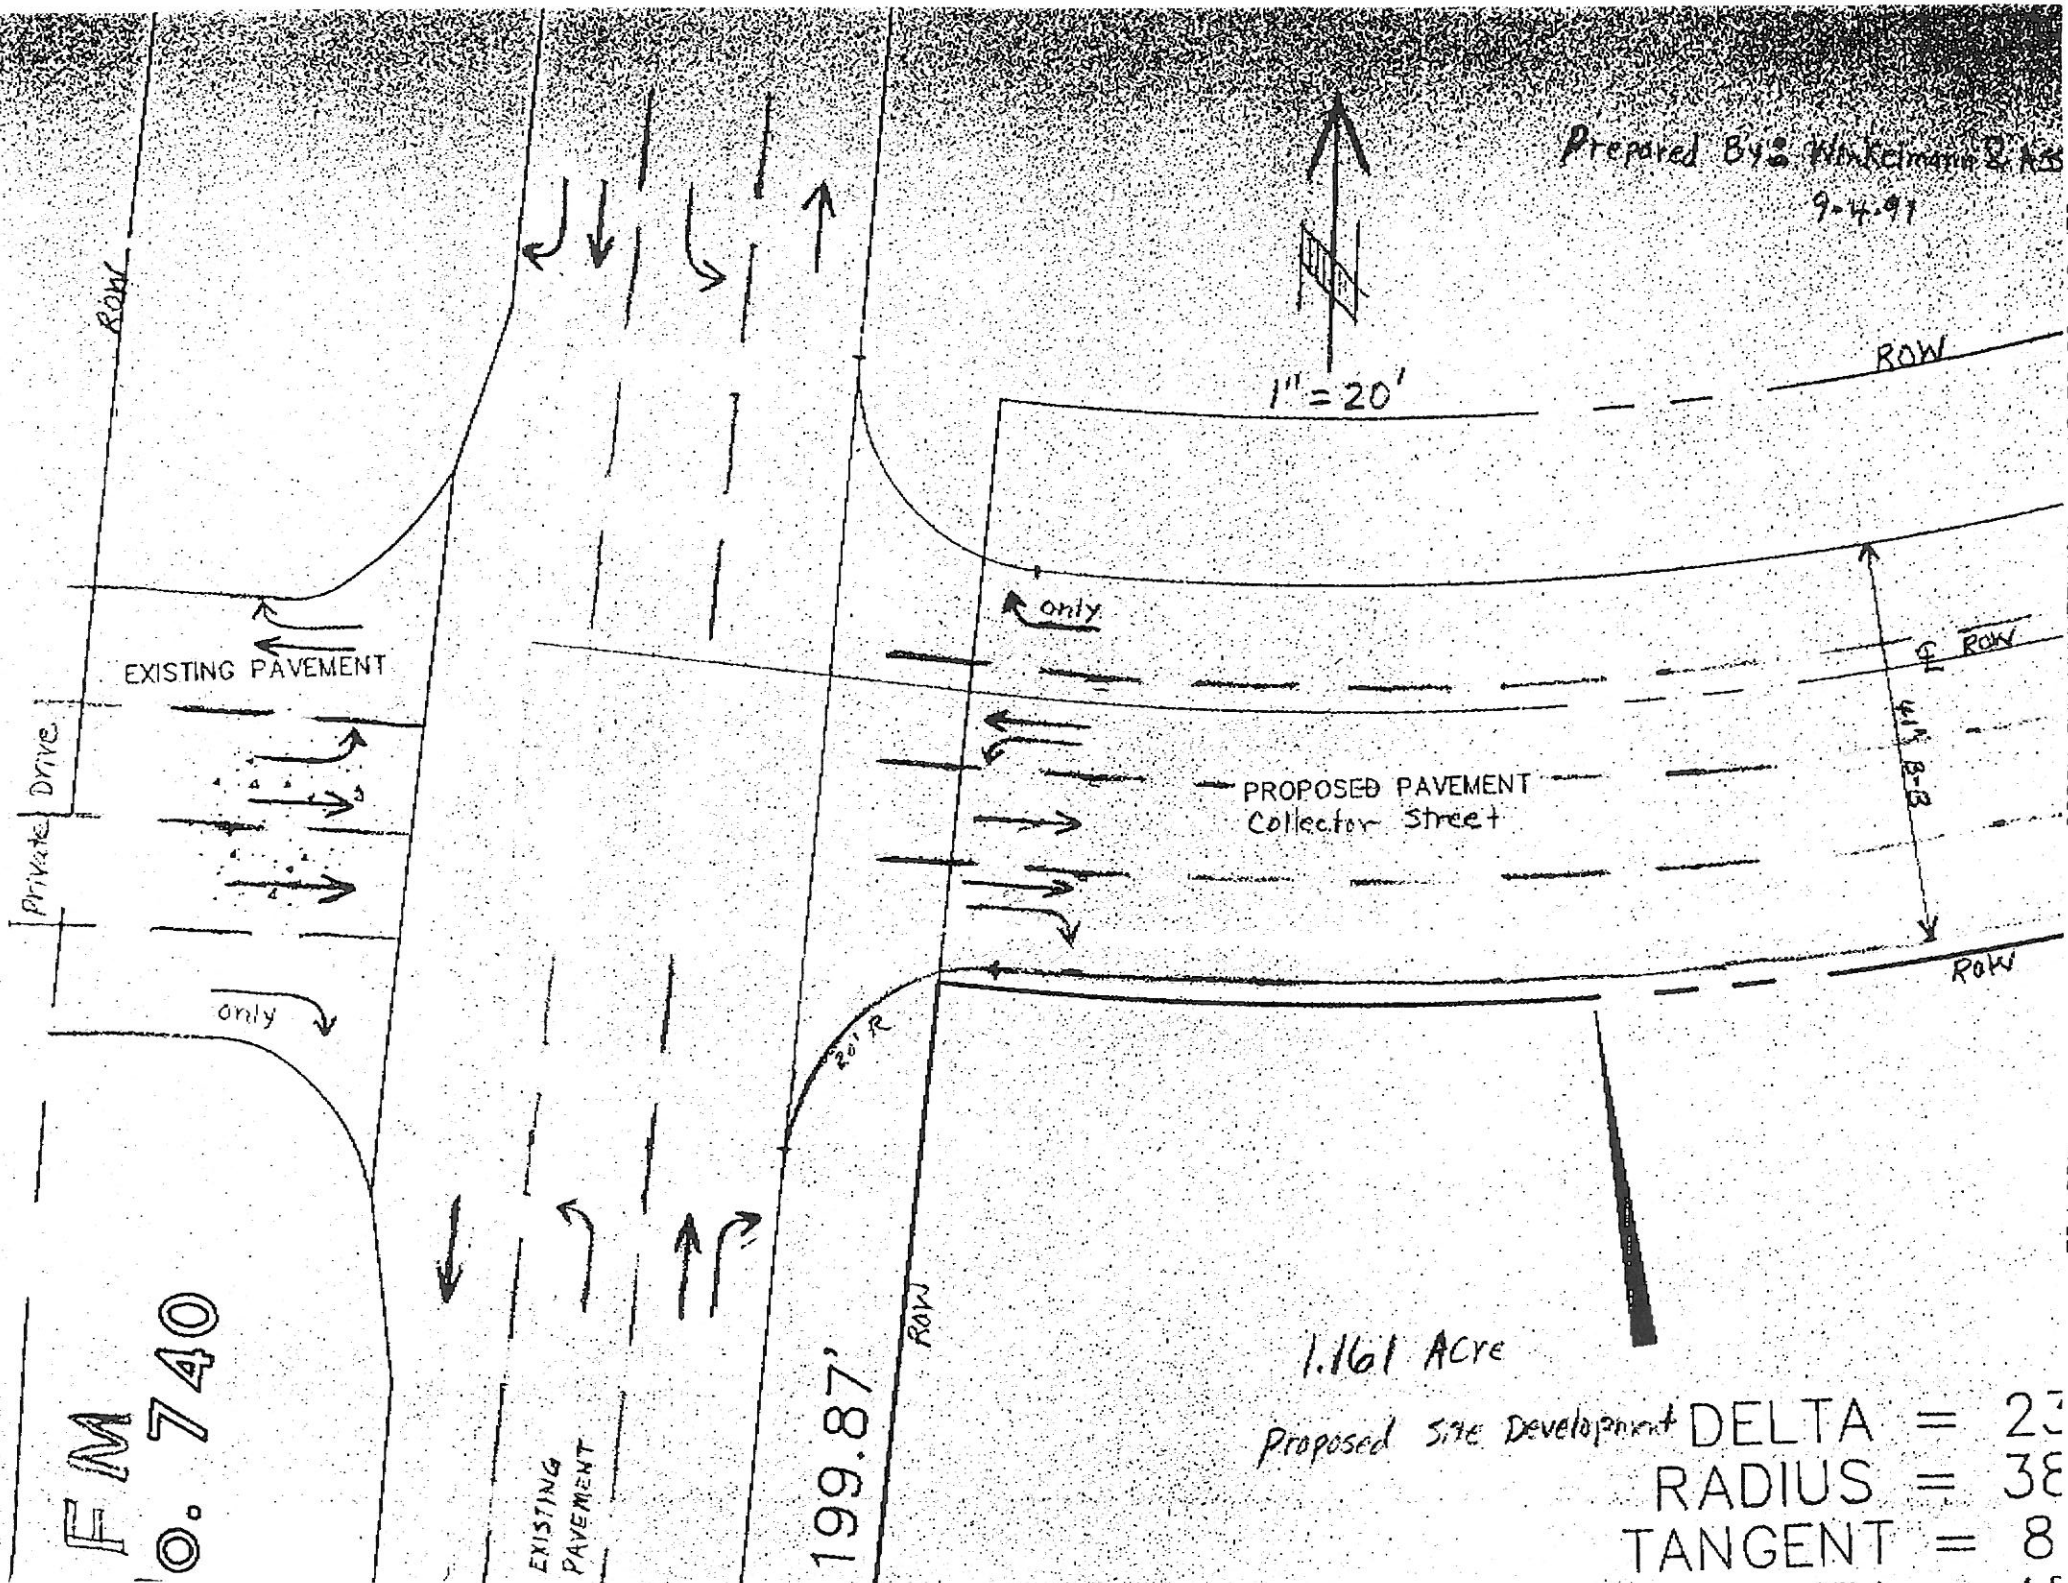 Prepared By: Winkelmann & Ass
9-4-97
ROW
ROW
1" = 20'
only
EXISTING PAVEMENT
℄ ROW
Private Drive
41' B-B
PROPOSED PAVEMENT
Collector Street
only
ROW
20' R
ROW
1.161 Acre
Proposed Site Development
DELTA = 23
RADIUS = 38
TANGENT = 8
FM
o. 740
EXISTING
PAVEMENT
199.87'